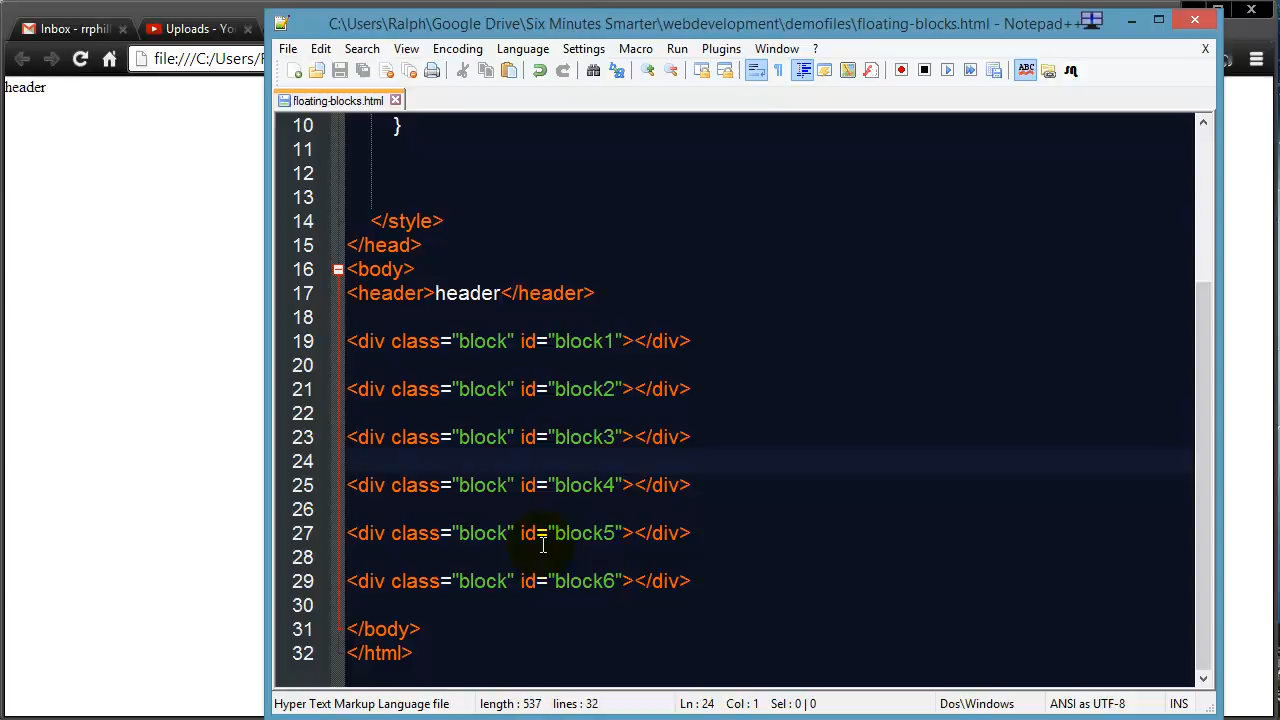 C:\Users\Ralph\Google Drive\Six Minutes Smarter\webdevelopment\demofiles\floating-blocks.html - Notepad++
Inbox - rrphill
Uploads - Yo
File Edit Search View Encoding Language Settings Macro Run Plugins Window ? X
file:///C:/Users/
header
floating-blocks.html
10 }
11
12
13
14 </style>
15 </head>
16 <body>
17 <header>header</header>
18
19 <div class="block" id="block1"></div>
20
21 <div class="block" id="block2"></div>
22
23 <div class="block" id="block3"></div>
24
25 <div class="block" id="block4"></div>
26
27 <div class="block" id="block5"></div>
28
29 <div class="block" id="block6"></div>
30
31 </body>
32 </html>
Hyper Text Markup Language file length : 537 lines : 32 Ln : 24 Col : 1 Sel : 0 | 0 Dos\Windows ANSI as UTF-8 INS